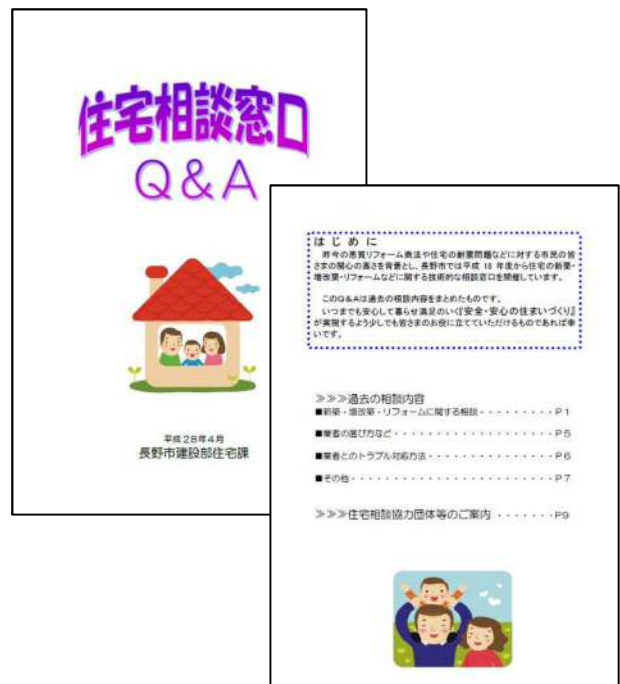 住宅相談窓口
Q&A
平成28年4月
長野市建設部住宅課
はじめに
昨今の悪質リフォーム商法や住宅の耐震問題などに対する市民の皆
さまの関心の高さを背景とし、長野市では平成 18 年度から住宅の新築・
増改築・リフォームなどに関する技術的な相談窓口を開催しています。
このQ&Aは過去の相談内容をまとめたものです。
いつまでも安心して暮らせ満足のいく『安全・安心の住まいづくり』
が実現するよう少しでも皆さまのお役に立てていただけるものであれば幸
いです。
≫≫≫過去の相談内容
■新築・増改築・リフォームに関する相談・・・・・・・・・P1
■業者の選び方など・・・・・・・・・・・・・・・・・・・P5
■業者とのトラブル対応方法・・・・・・・・・・・・・・・P6
■その他・・・・・・・・・・・・・・・・・・・・・・・・P7
≫≫≫住宅相談協力団体等のご案内 ・・・・・・・P9